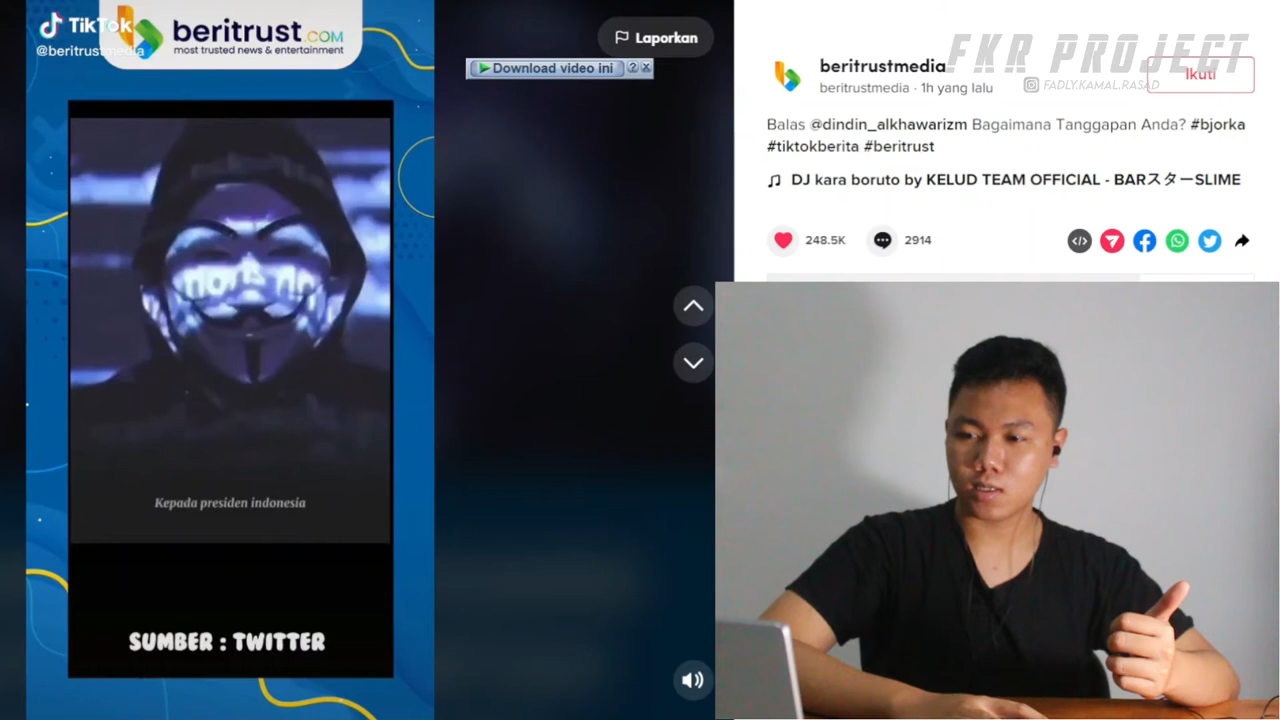 TikTok
@beritrustmedia
beritrust.COM
most trusted news & entertainment
Kepada presiden indonesia
SUMBER : TWITTER
Laporkan
Download video ini
?
beritrustmedia
beritrustmedia · 1h yang lalu
Ikuti
FKR PROJECT
FADLY.KAMAL.RASAD
Balas @dindin_alkhawarizm Bagaimana Tanggapan Anda? #bjorka
#tiktokberita #beritrust
DJ kara boruto by KELUD TEAM OFFICIAL - BARスターSLIME
248.5K
2914